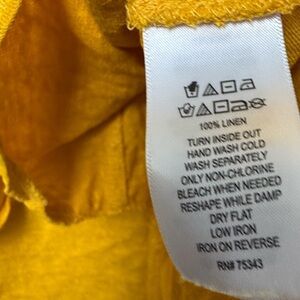 100% LINEN
TURN INSIDE OUT
HAND WASH COLD
WASH SEPARATELY
ONLY NON-CHLORINE
BLEACH WHEN NEEDED
RESHAPE WHILE DAMP
DRY FLAT
LOW IRON
IRON ON REVERSE
RN# 75343